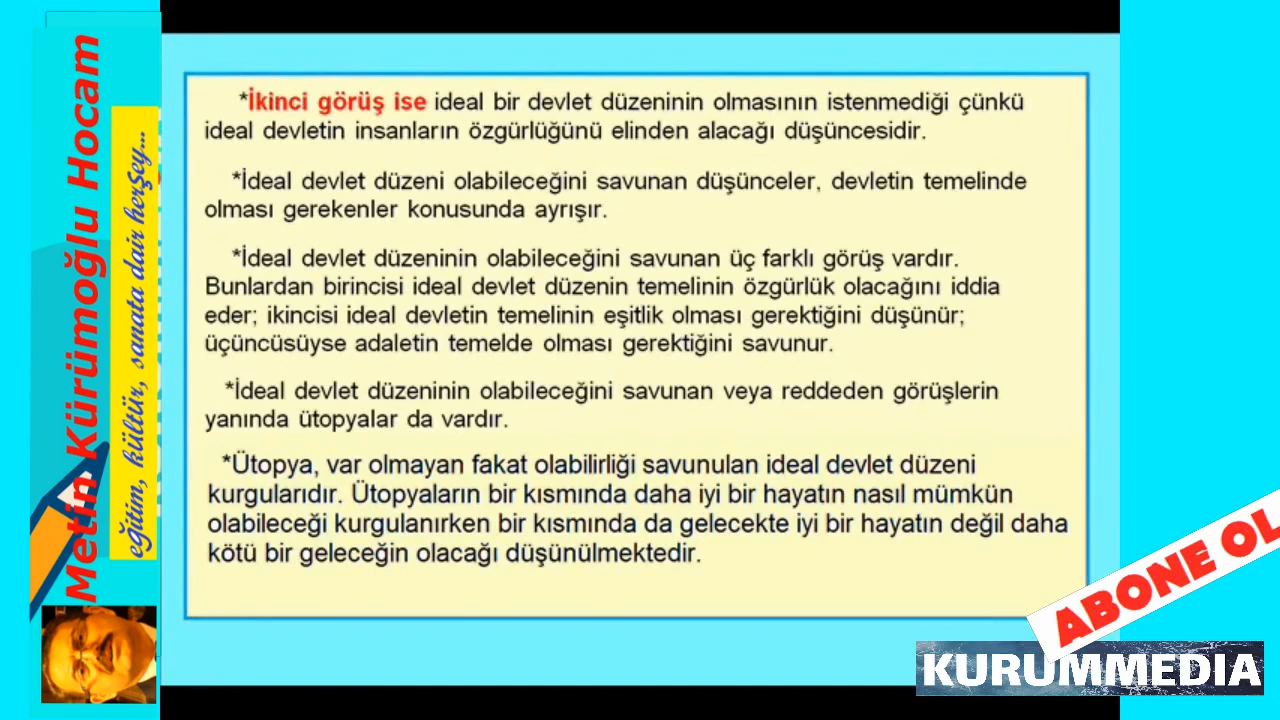 Metin Kürümoğlu Hocam
eğitim, kültür, sanata dair herşey...
*İkinci görüş ise ideal bir devlet düzeninin olmasının istenmediği çünkü
ideal devletin insanların özgürlüğünü elinden alacağı düşüncesidir.
*İdeal devlet düzeni olabileceğini savunan düşünceler, devletin temelinde
olması gerekenler konusunda ayrışır.
*İdeal devlet düzeninin olabileceğini savunan üç farklı görüş vardır.
Bunlardan birincisi ideal devlet düzenin temelinin özgürlük olacağını iddia
eder; ikincisi ideal devletin temelinin eşitlik olması gerektiğini düşünür;
üçüncüsüyse adaletin temelde olması gerektiğini savunur.
*İdeal devlet düzeninin olabileceğini savunan veya reddeden görüşlerin
yanında ütopyalar da vardır.
*Ütopya, var olmayan fakat olabilirliği savunulan ideal devlet düzeni
kurgularıdır. Ütopyaların bir kısmında daha iyi bir hayatın nasıl mümkün
olabileceği kurgulanırken bir kısmında da gelecekte iyi bir hayatın değil daha
kötü bir geleceğin olacağı düşünülmektedir.
ABONE OL
KURUMMEDIA